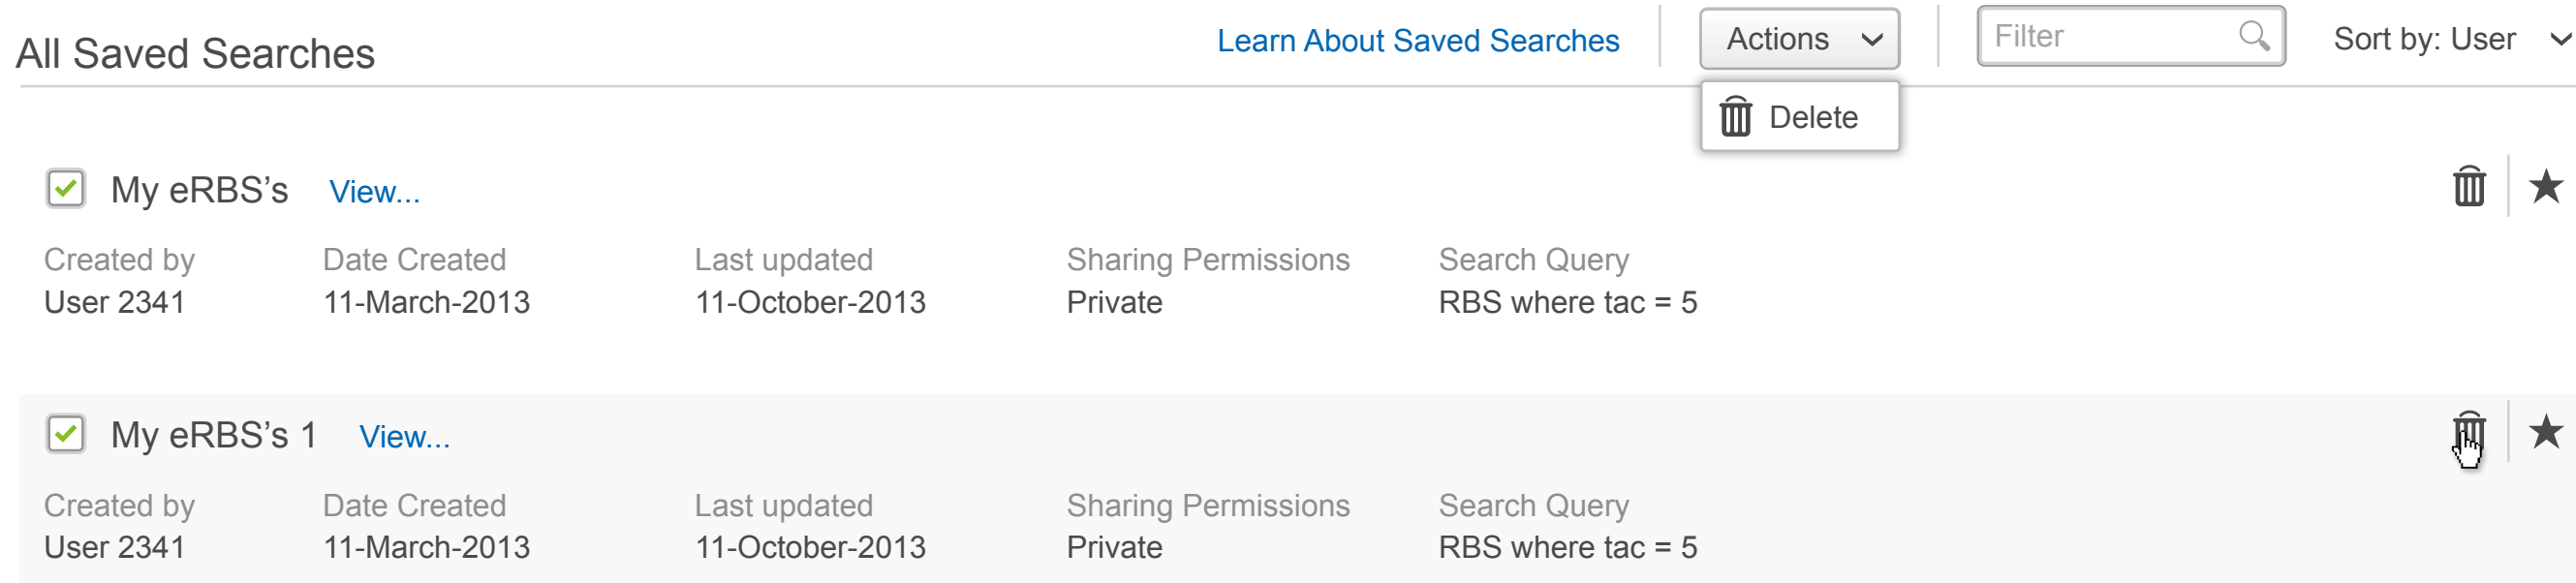 All Saved Searches
Learn About Saved Searches
Actions
Filter
Sort by: User
Delete
My eRBS’s View...
Created by Date Created Last updated Sharing Permissions Search Query
User 2341 11-March-2013 11-October-2013 Private RBS where tac = 5
My eRBS’s 1 View...
Created by Date Created Last updated Sharing Permissions Search Query
User 2341 11-March-2013 11-October-2013 Private RBS where tac = 5